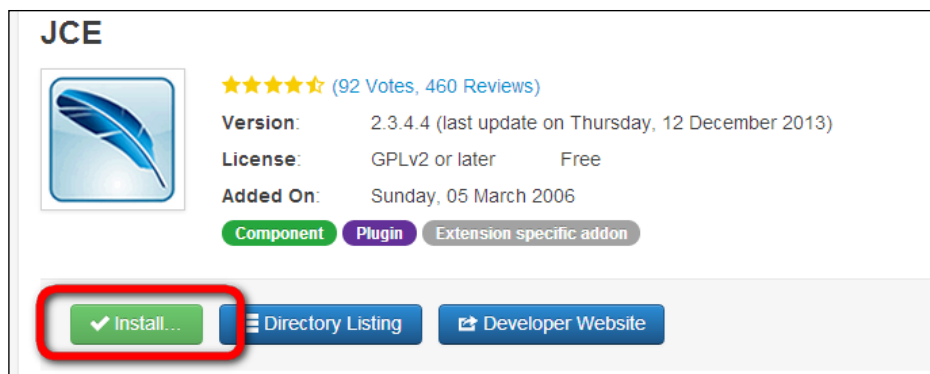 JCE
(92 Votes, 460 Reviews)
Version: 2.3.4.4 (last update on Thursday, 12 December 2013)
License: GPLv2 or later Free
Added On: Sunday, 05 March 2006
Component Plugin Extension specific addon
Install... Directory Listing Developer Website